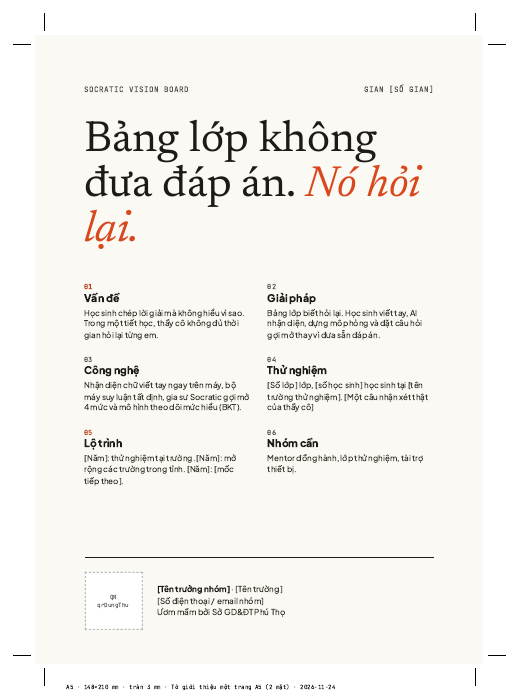 SOCRATIC VISION BOARD
GIAN [SỐ GIAN]
Bảng lớp không
đưa đáp án. Nó hỏi
lại.
01
Vấn đề
Học sinh chép lời giải mà không hiểu vì sao.
Trong một tiết học, thầy cô không đủ thời
gian hỏi lại từng em.
02
Giải pháp
Bảng lớp biết hỏi lại. Học sinh viết tay, AI
nhận diện, dựng mô phỏng và đặt câu hỏi
gợi mở thay vì đưa sẵn đáp án.
03
Công nghệ
Nhận diện chữ viết tay ngay trên máy, bộ
máy suy luận tất định, gia sư Socratic gợi mở
4 mức và mô hình theo dõi mức hiểu (BKT).
04
Thử nghiệm
[Số lớp] lớp, [số học sinh] học sinh tại [tên
trường thử nghiệm]. [Một câu nhận xét thật
của thầy cô]
05
Lộ trình
[Năm]: thử nghiệm tại trường. [Năm]: mở
rộng các trường trong tỉnh. [Năm]: [mốc
tiếp theo].
06
Nhóm cần
Mentor đồng hành, lớp thử nghiệm, tài trợ
thiết bị.
QR
qrDungThu
[Tên trưởng nhóm] · [Tên trường]
[Số điện thoại / email nhóm]
Ươm mầm bởi Sở GD&ĐT Phú Thọ
A5 · 148×210 mm · tràn 3 mm · Tờ giới thiệu một trang A5 (2 mặt) · 2026-11-24